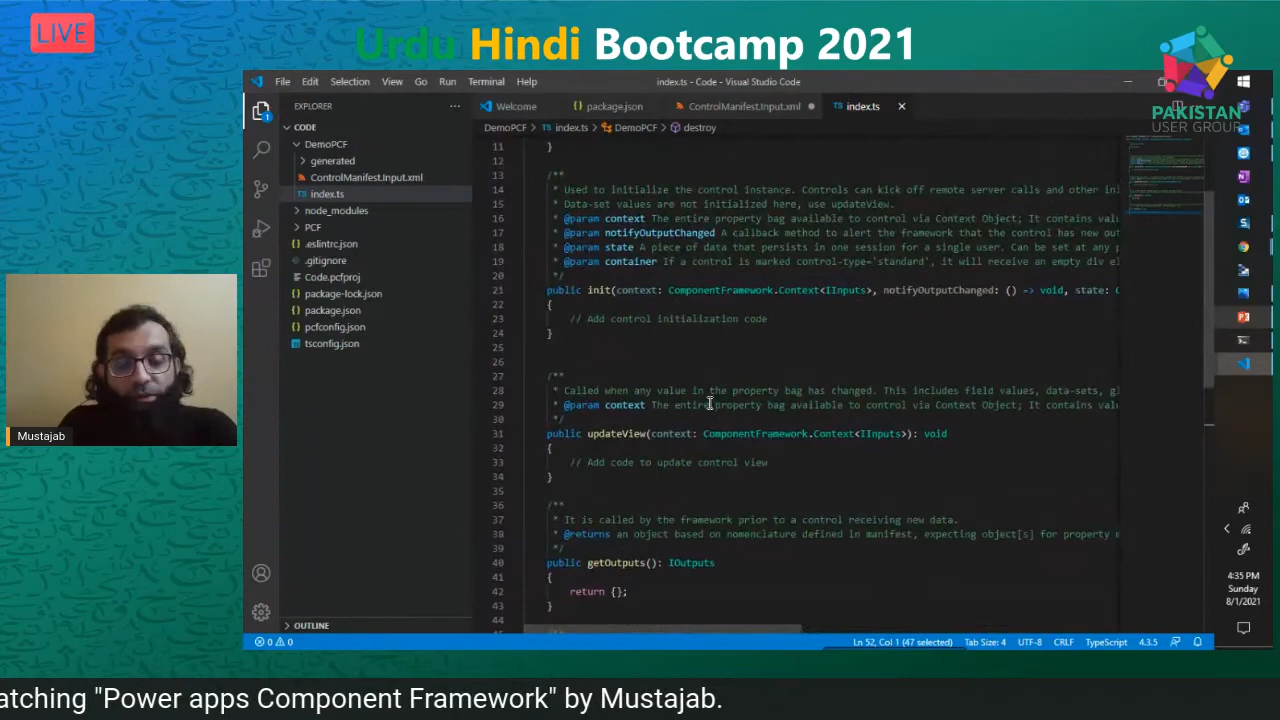 LIVE
Urdu Hindi Bootcamp 2021
PAKISTAN
USER GROUP
File Edit Selection View Go Run Terminal Help
index.ts - Code - Visual Studio Code
EXPLORER
Welcome
package.json
ControlManifest.Input.xml
TS index.ts
DemoPCF > TS index.ts > DemoPCF > destroy
CODE
DemoPCF
generated
ControlManifest.Input.xml
TS index.ts
node_modules
PCF
.eslintrc.json
.gitignore
Code.pcfproj
package-lock.json
package.json
pcfconfig.json
tsconfig.json
OUTLINE
11 }
12
13 /**
14 * Used to initialize the control instance. Controls can kick off remote server calls and other ini
15 * Data-set values are not initialized here, use updateView.
16 * @param context The entire property bag available to control via Context Object; It contains valu
17 * @param notifyOutputChanged A callback method to alert the framework that the control has new out
18 * @param state A piece of data that persists in one session for a single user. Can be set at any p
19 * @param container If a control is marked control-type='standard', it will receive an empty div el
20 */
21 public init(context: ComponentFramework.Context<IInputs>, notifyOutputChanged: () => void, state: C
22 {
23 // Add control initialization code
24 }
25
26
27 /**
28 * Called when any value in the property bag has changed. This includes field values, data-sets, gl
29 * @param context The entire property bag available to control via Context Object; It contains valu
30 */
31 public updateView(context: ComponentFramework.Context<IInputs>): void
32 {
33 // Add code to update control view
34 }
35
36 /**
37 * It is called by the framework prior to a control receiving new data.
38 * @returns an object based on nomenclature defined in manifest, expecting object[s] for property m
39 */
40 public getOutputs(): IOutputs
41 {
42 return {};
43 }
44
Mustajab
4:35 PM
Sunday
8/1/2021
0 0
Ln 52, Col 1 (47 selected) Tab Size: 4 UTF-8 CRLF TypeScript 4.3.5
atching "Power apps Component Framework" by Mustajab.